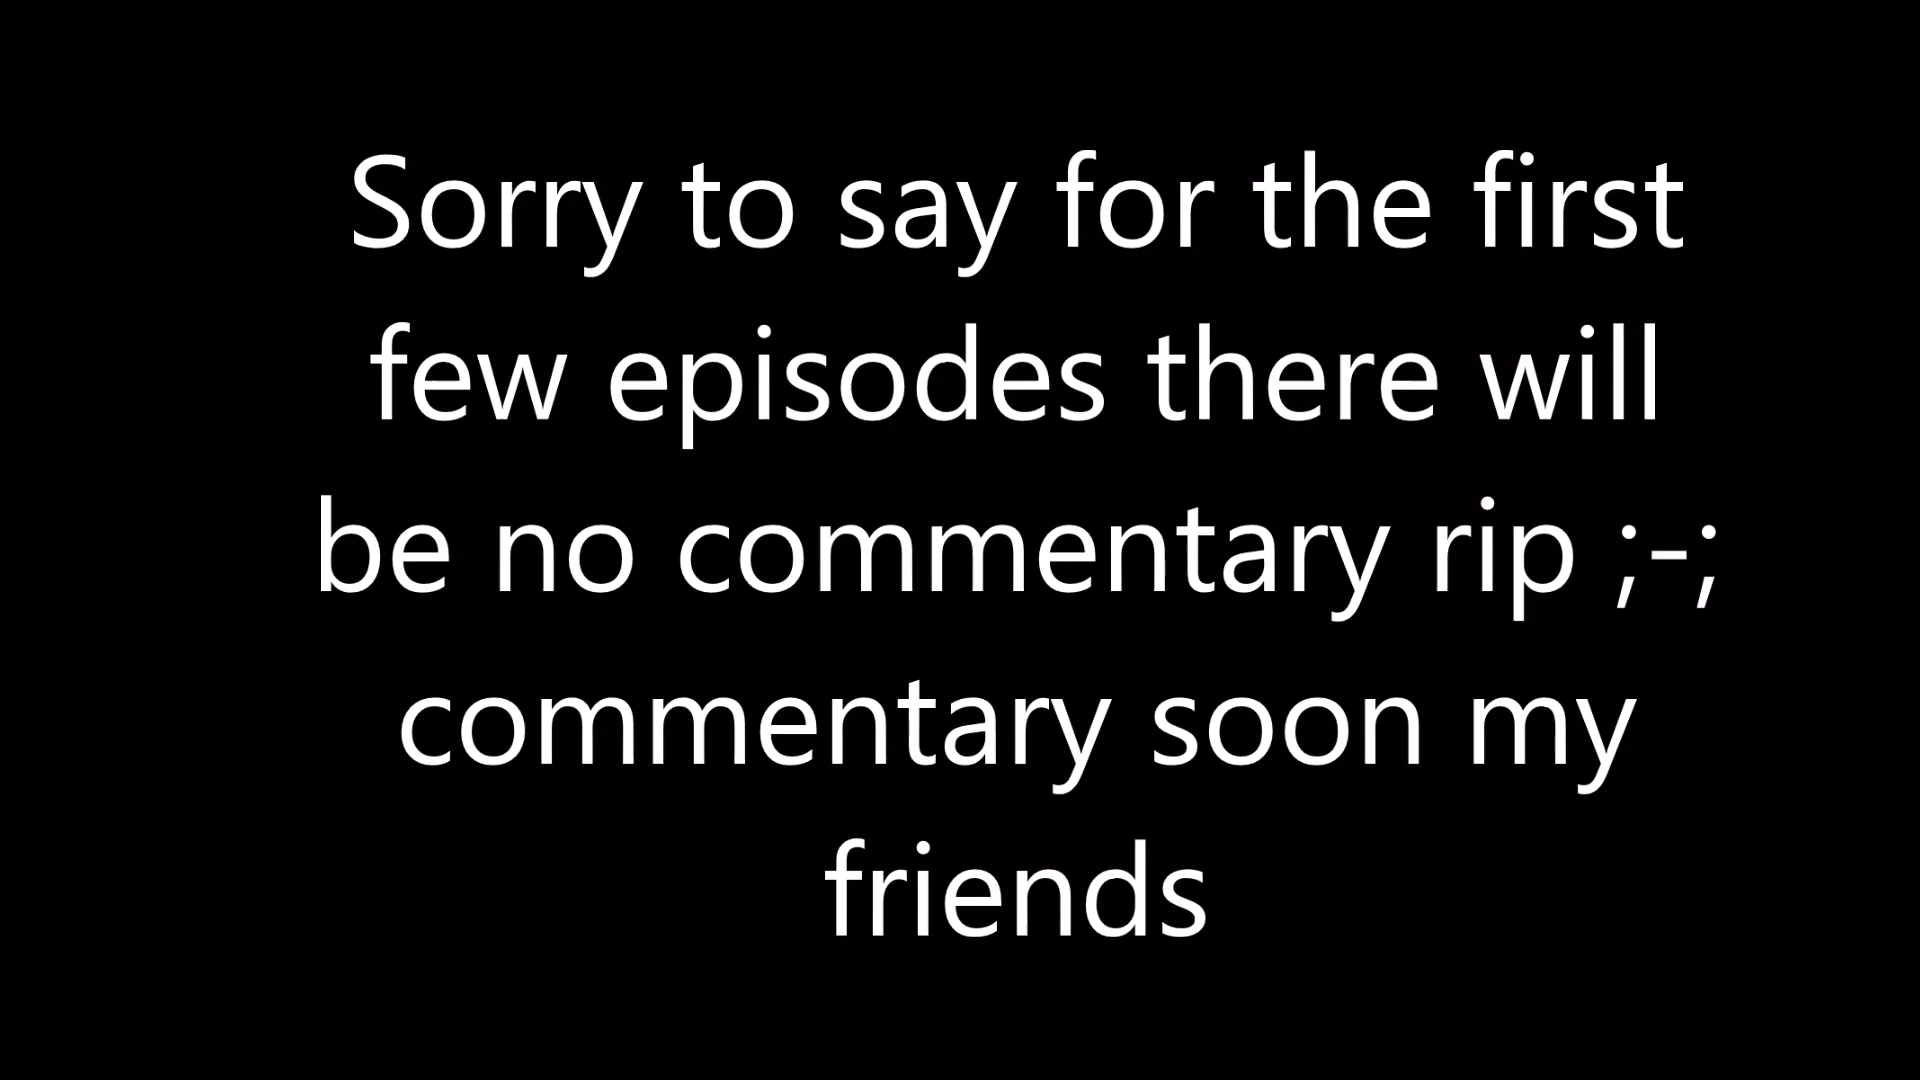 Sorry to say for the first
few episodes there will
be no commentary rip ;-;
commentary soon my
friends